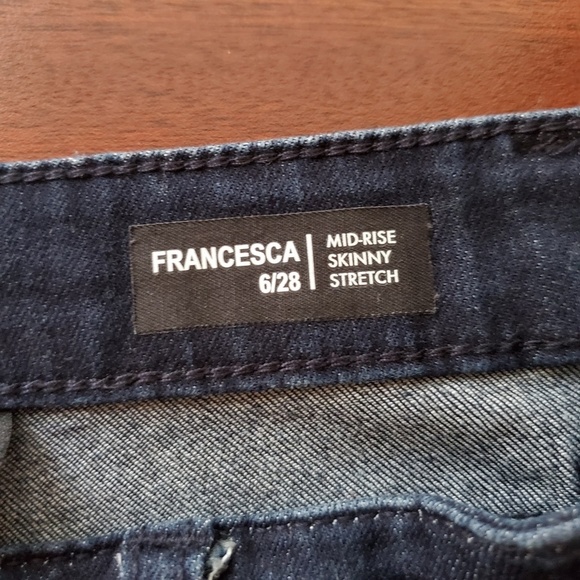 FRANCESCA
6/28
MID-RISE
SKINNY
STRETCH